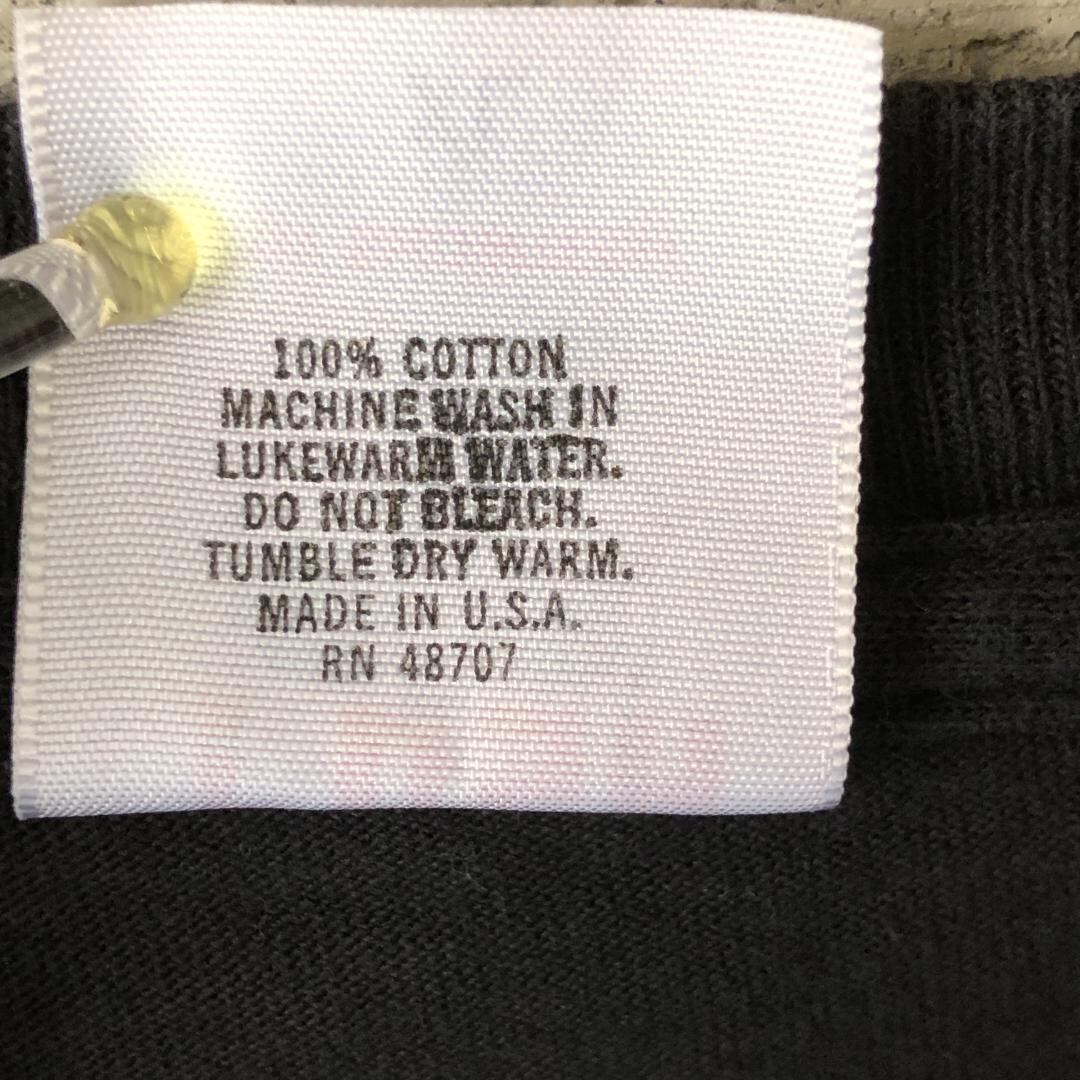 100% COTTON
MACHINE WASH IN
LUKEWARM WATER.
DO NOT BLEACH.
TUMBLE DRY WARM.
MADE IN U.S.A.
RN 48707